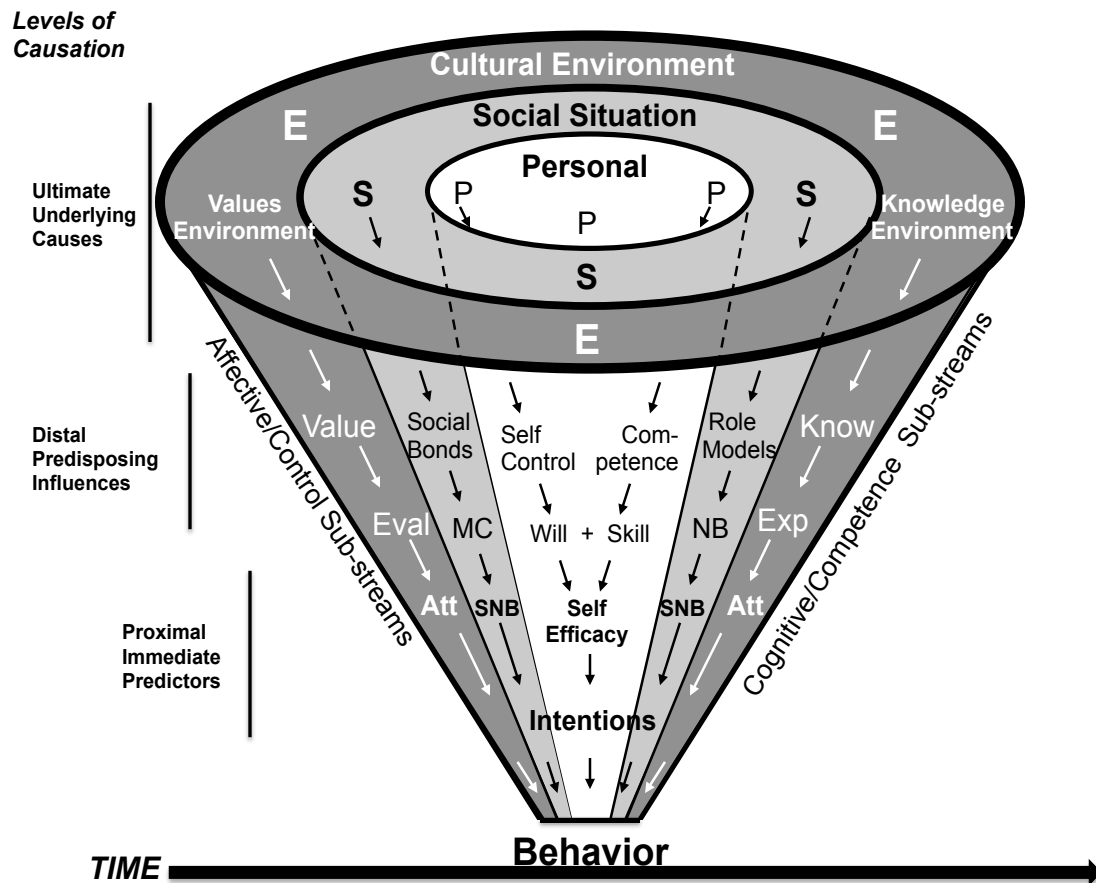 Levels of
Causation
Cultural Environment
E
E
Social Situation
Personal
S
P
P
S
P
Ultimate
Underlying
Causes
Values
Environment
Knowledge
Environment
S
E
Affective/Control Sub-streams
Cognitive/Competence Sub-streams
Distal
Predisposing
Influences
Value
Social
Bonds
Self
Control
Com-
petence
Role
Models
Know
Eval
MC
Will + Skill
NB
Exp
Proximal
Immediate
Predictors
Att
SNB
Self
Efficacy
SNB
Att
Intentions
Behavior
TIME